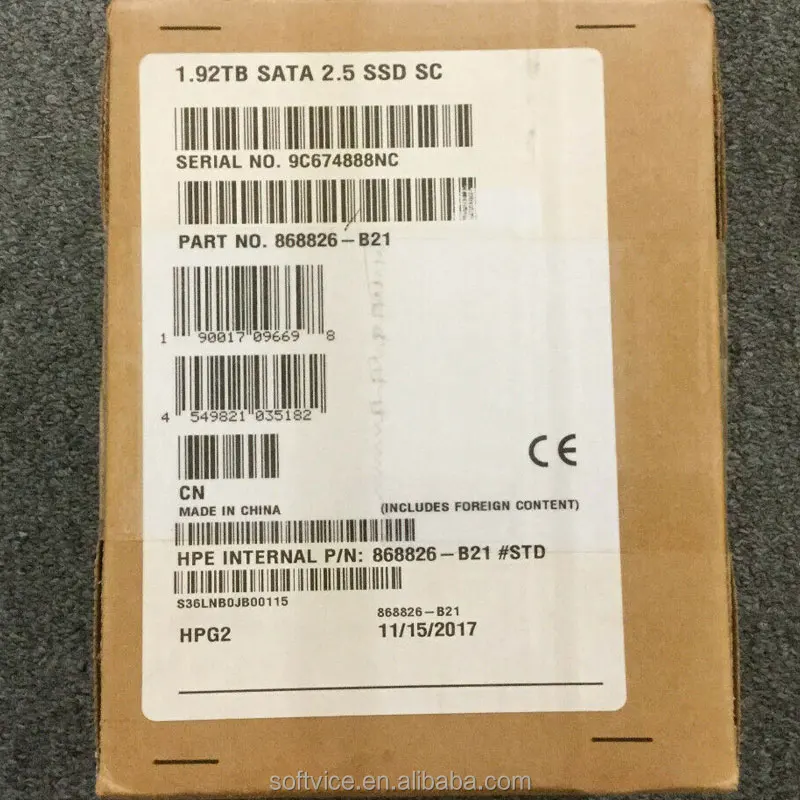 1.92TB SATA 2.5 SSD SC
SERIAL NO. 9C674888NC
PART NO. 868826-B21
1 90017 09669 8
4 549821 035182
CE
CN
MADE IN CHINA (INCLUDES FOREIGN CONTENT)
HPE INTERNAL P/N: 868826-B21 #STD
S36LNB0JB00115
868826-B21
HPG2 11/15/2017
softvice.en.alibaba.com